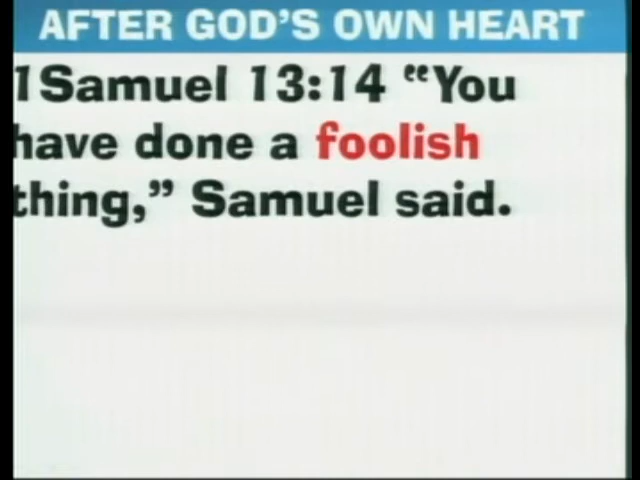 AFTER GOD'S OWN HEART
1Samuel 13:14 “You
have done a foolish
thing,” Samuel said.